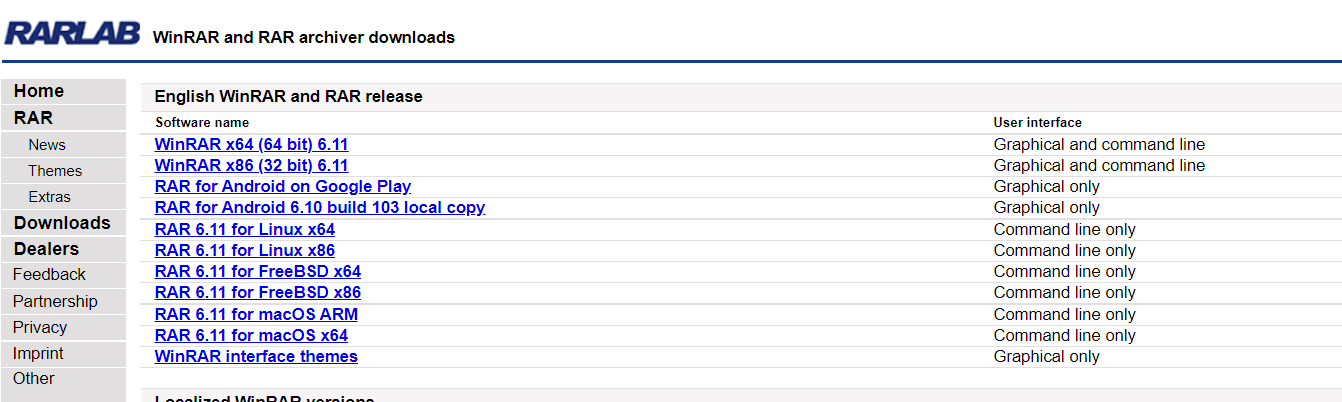 RARLAB WinRAR and RAR archiver downloads
Home
RAR
News
Themes
Extras
Downloads
Dealers
Feedback
Partnership
Privacy
Imprint
Other
English WinRAR and RAR release
Software name User interface
WinRAR x64 (64 bit) 6.11 Graphical and command line
WinRAR x86 (32 bit) 6.11 Graphical and command line
RAR for Android on Google Play Graphical only
RAR for Android 6.10 build 103 local copy Graphical only
RAR 6.11 for Linux x64 Command line only
RAR 6.11 for Linux x86 Command line only
RAR 6.11 for FreeBSD x64 Command line only
RAR 6.11 for FreeBSD x86 Command line only
RAR 6.11 for macOS ARM Command line only
RAR 6.11 for macOS x64 Command line only
WinRAR interface themes Graphical only
Localized WinRAR versions